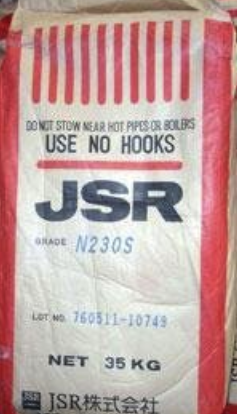 DO NOT STOW NEAR HOT PIPES OR BOILERS
USE NO HOOKS
JSR
GRADE N230S
LOT NO. 760511-10749
NET 35 KG
JSR JSR株式会社